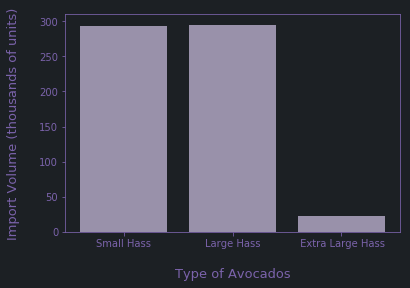 Import Volume (thousands of units)
300
250
200
150
100
50
0
Small Hass
Large Hass
Extra Large Hass
Type of Avocados